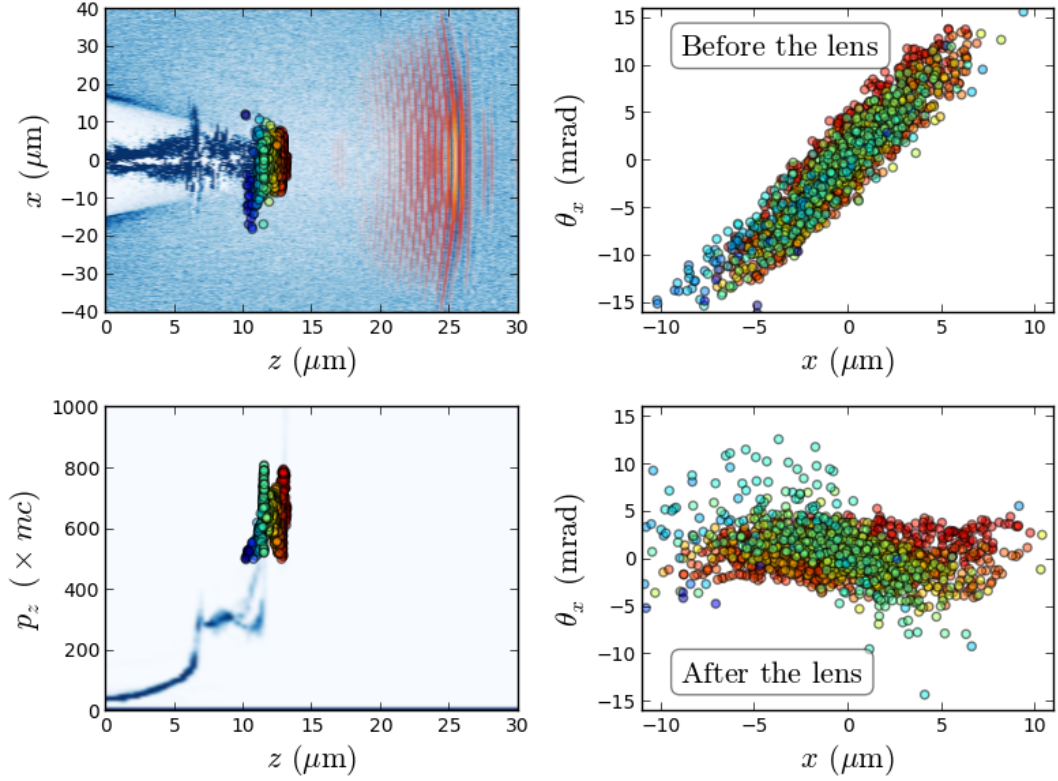 40
30
20
10
0
−10
−20
−30
−40
x (μm)
0 5 10 15 20 25 30
z (μm)
Before the lens
15
10
5
0
−5
−10
−15
θx (mrad)
−10 −5 0 5 10
x (μm)
1000
800
600
400
200
0
pz (× mc)
0 5 10 15 20 25 30
z (μm)
15
10
5
0
−5
−10
−15
θx (mrad)
After the lens
−10 −5 0 5 10
x (μm)